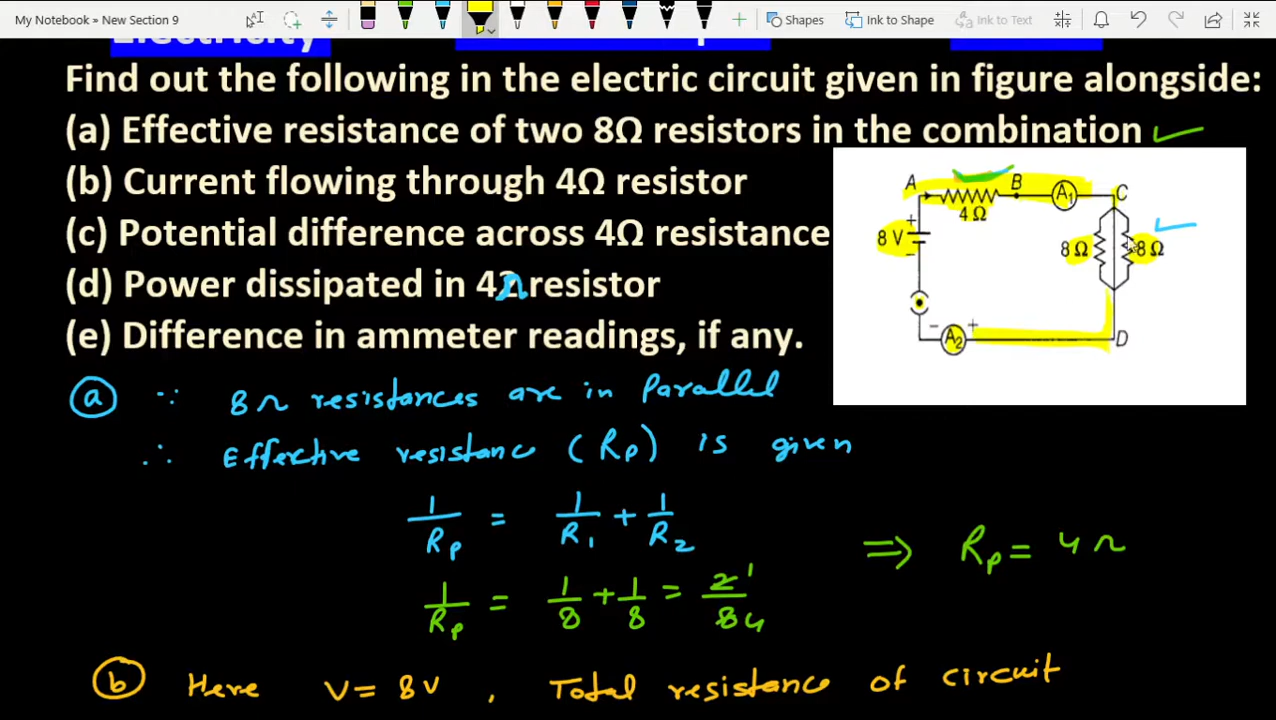 My Notebook » New Section 9
Shapes
Ink to Shape
Ink to Text
Electricity
Find out the following in the electric circuit given in figure alongside:
(a) Effective resistance of two 8Ω resistors in the combination
(b) Current flowing through 4Ω resistor
(c) Potential difference across 4Ω resistance
(d) Power dissipated in 4Ω resistor
(e) Difference in ammeter readings, if any.
A B A₁ C
4 Ω
+
8 V 8 Ω 8 Ω
–
– A₂ + D
(a) ∵ 8Ω resistances are in Parallel
∴ Effective resistance (Rp) is given
1/Rp = 1/R₁ + 1/R₂
⇒ Rp = 4Ω
1/Rp = 1/8 + 1/8 = 2 1/8 4
(b) Here V = 8V , Total resistance of circuit